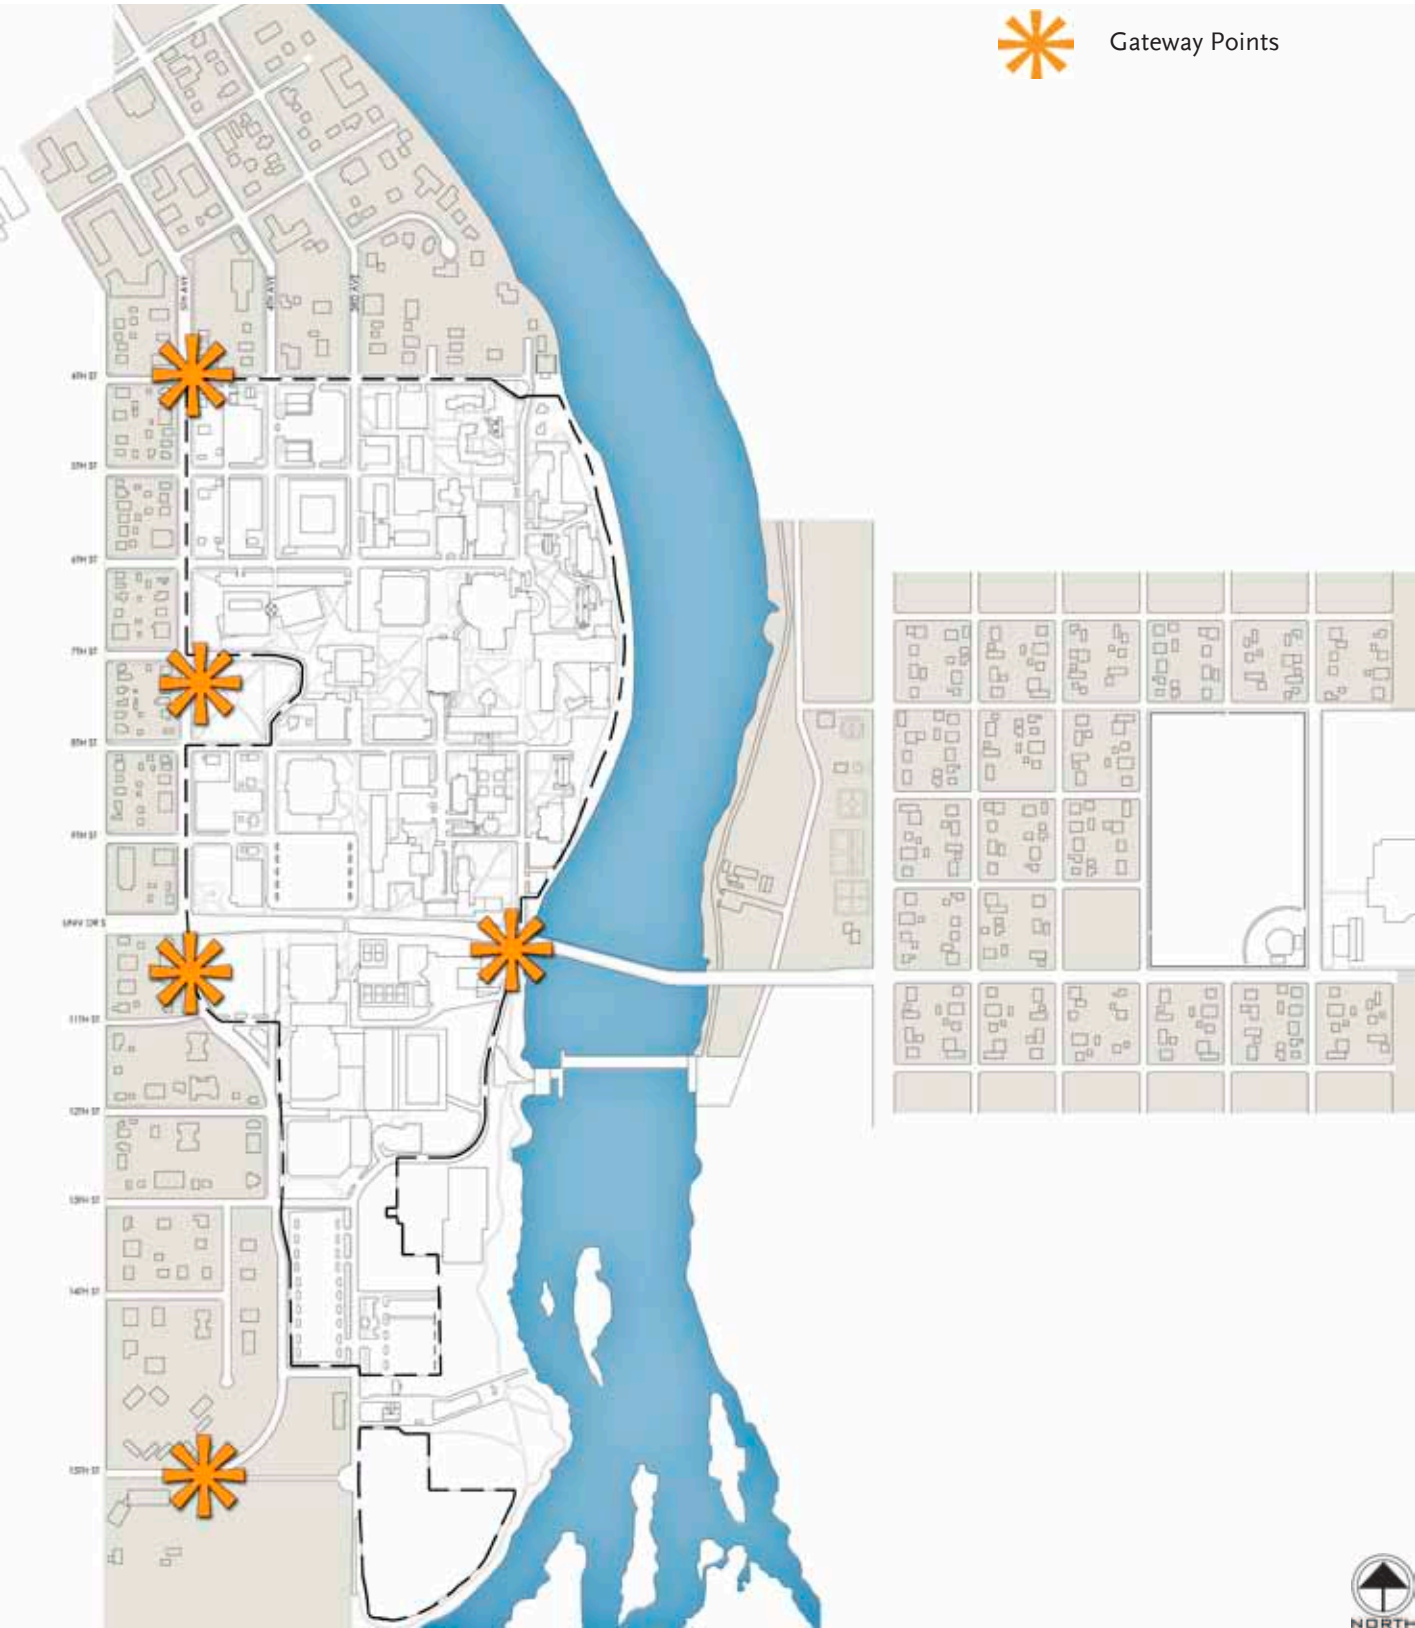 Gateway Points
5TH AVE
4TH AVE
3RD AVE
4TH ST
5TH ST
6TH ST
7TH ST
8TH ST
9TH ST
UNIV DR S
11TH ST
12TH ST
13TH ST
14TH ST
15TH ST
NORTH